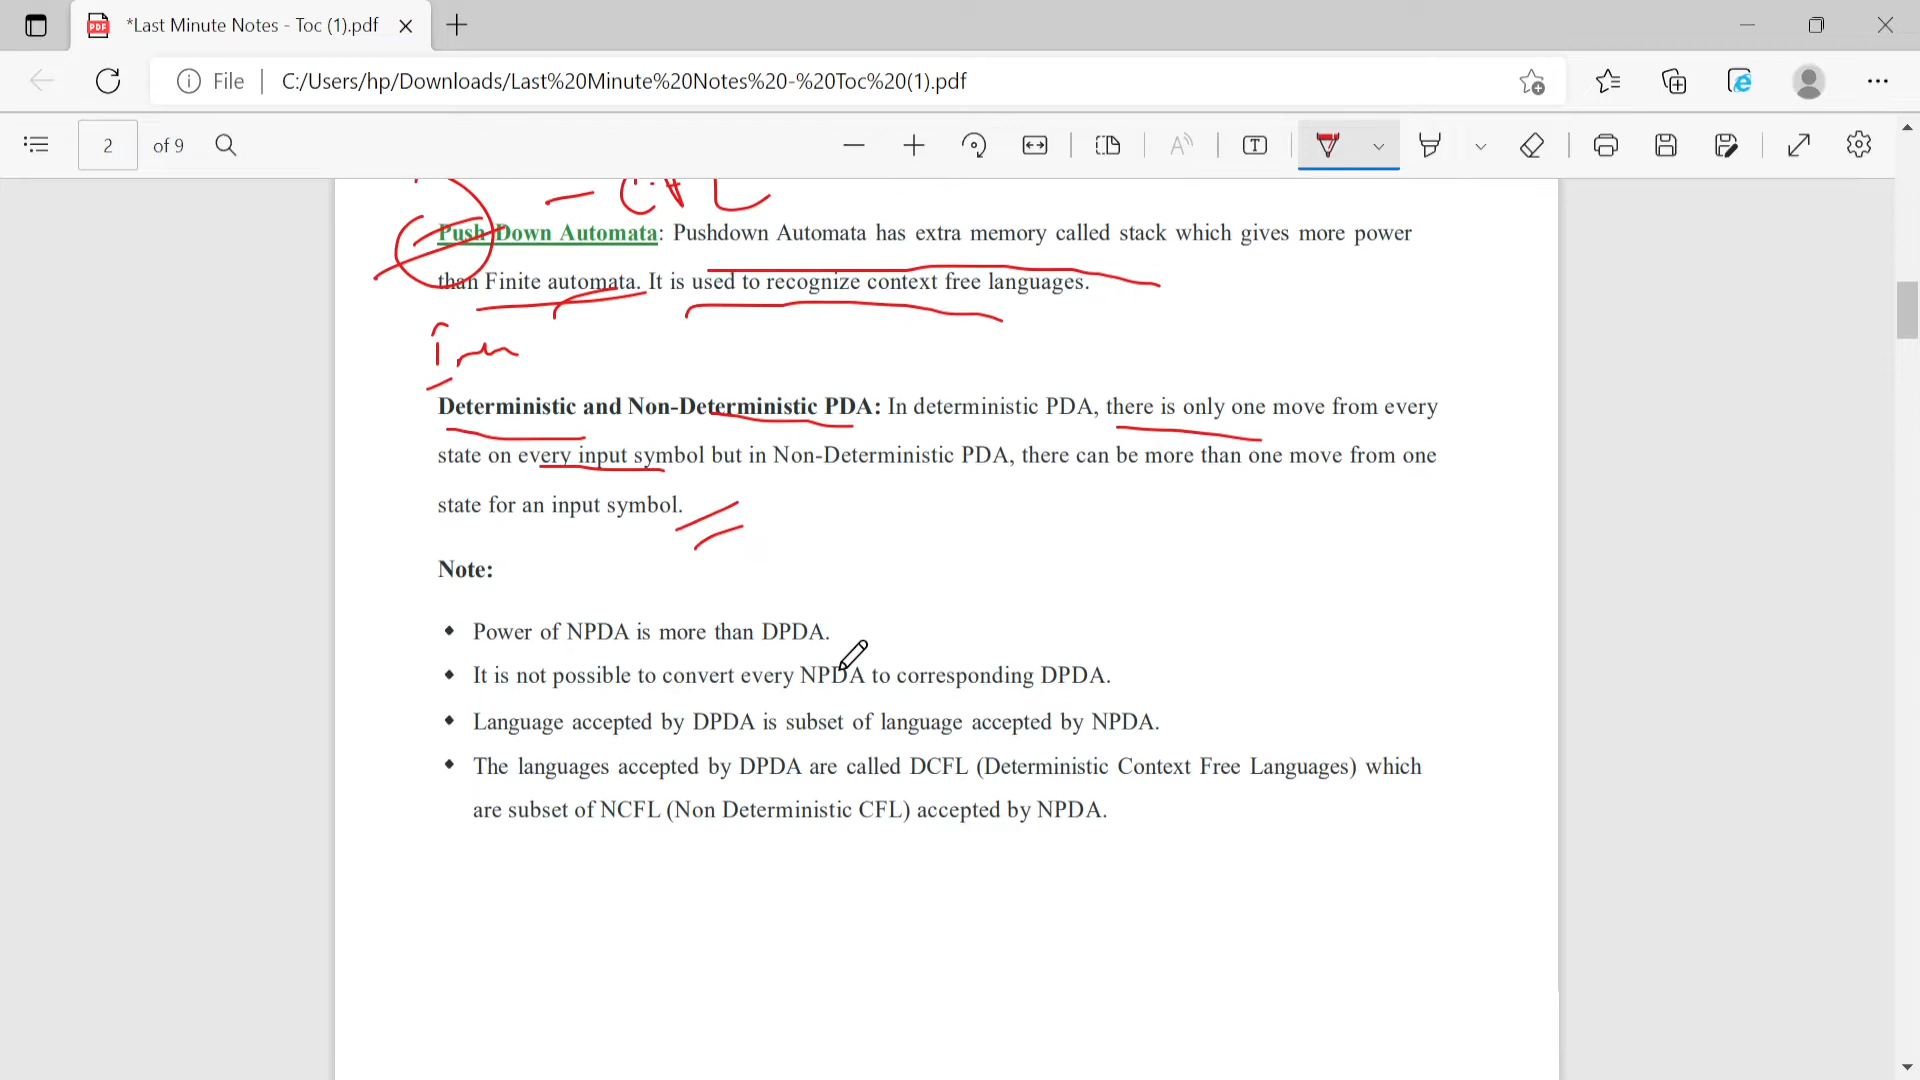 *Last Minute Notes - Toc (1).pdf
File
C:/Users/hp/Downloads/Last%20Minute%20Notes%20-%20Toc%20(1).pdf
2 of 9
Push Down Automata: Pushdown Automata has extra memory called stack which gives more power
than Finite automata. It is used to recognize context free languages.
Deterministic and Non-Deterministic PDA: In deterministic PDA, there is only one move from every
state on every input symbol but in Non-Deterministic PDA, there can be more than one move from one
state for an input symbol.
Note:
Power of NPDA is more than DPDA.
It is not possible to convert every NPDA to corresponding DPDA.
Language accepted by DPDA is subset of language accepted by NPDA.
The languages accepted by DPDA are called DCFL (Deterministic Context Free Languages) which
are subset of NCFL (Non Deterministic CFL) accepted by NPDA.